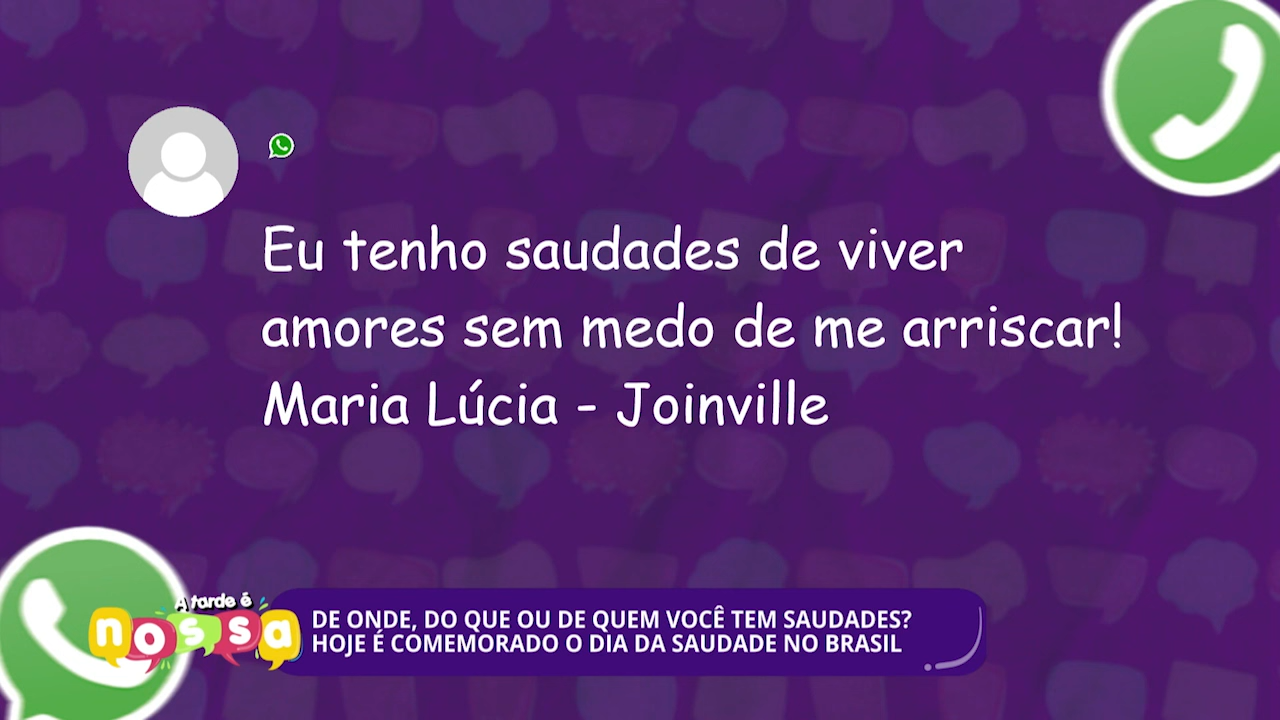 Eu tenho saudades de viver
amores sem medo de me arriscar!
Maria Lúcia - Joinville
A tarde é
nossa
DE ONDE, DO QUE OU DE QUEM VOCÊ TEM SAUDADES?
HOJE É COMEMORADO O DIA DA SAUDADE NO BRASIL